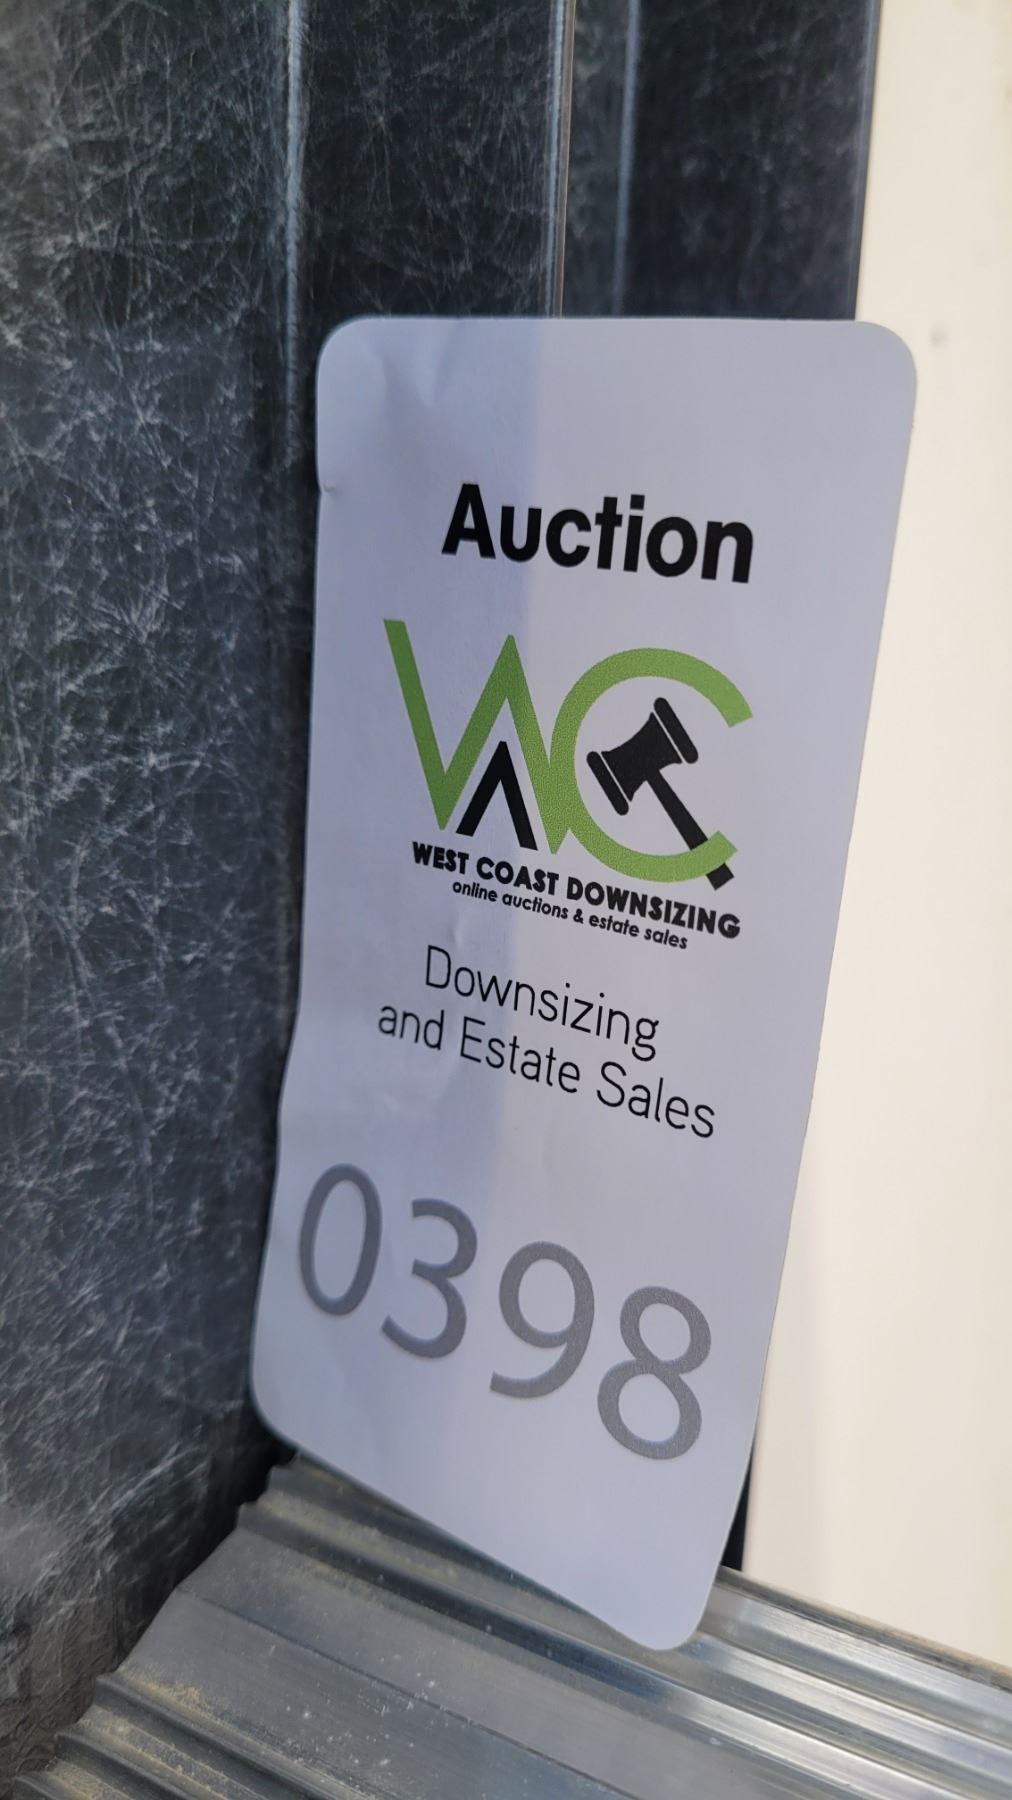 Auction
WC
WEST COAST DOWNSIZING
online auctions & estate sales
Downsizing
and Estate Sales
0398